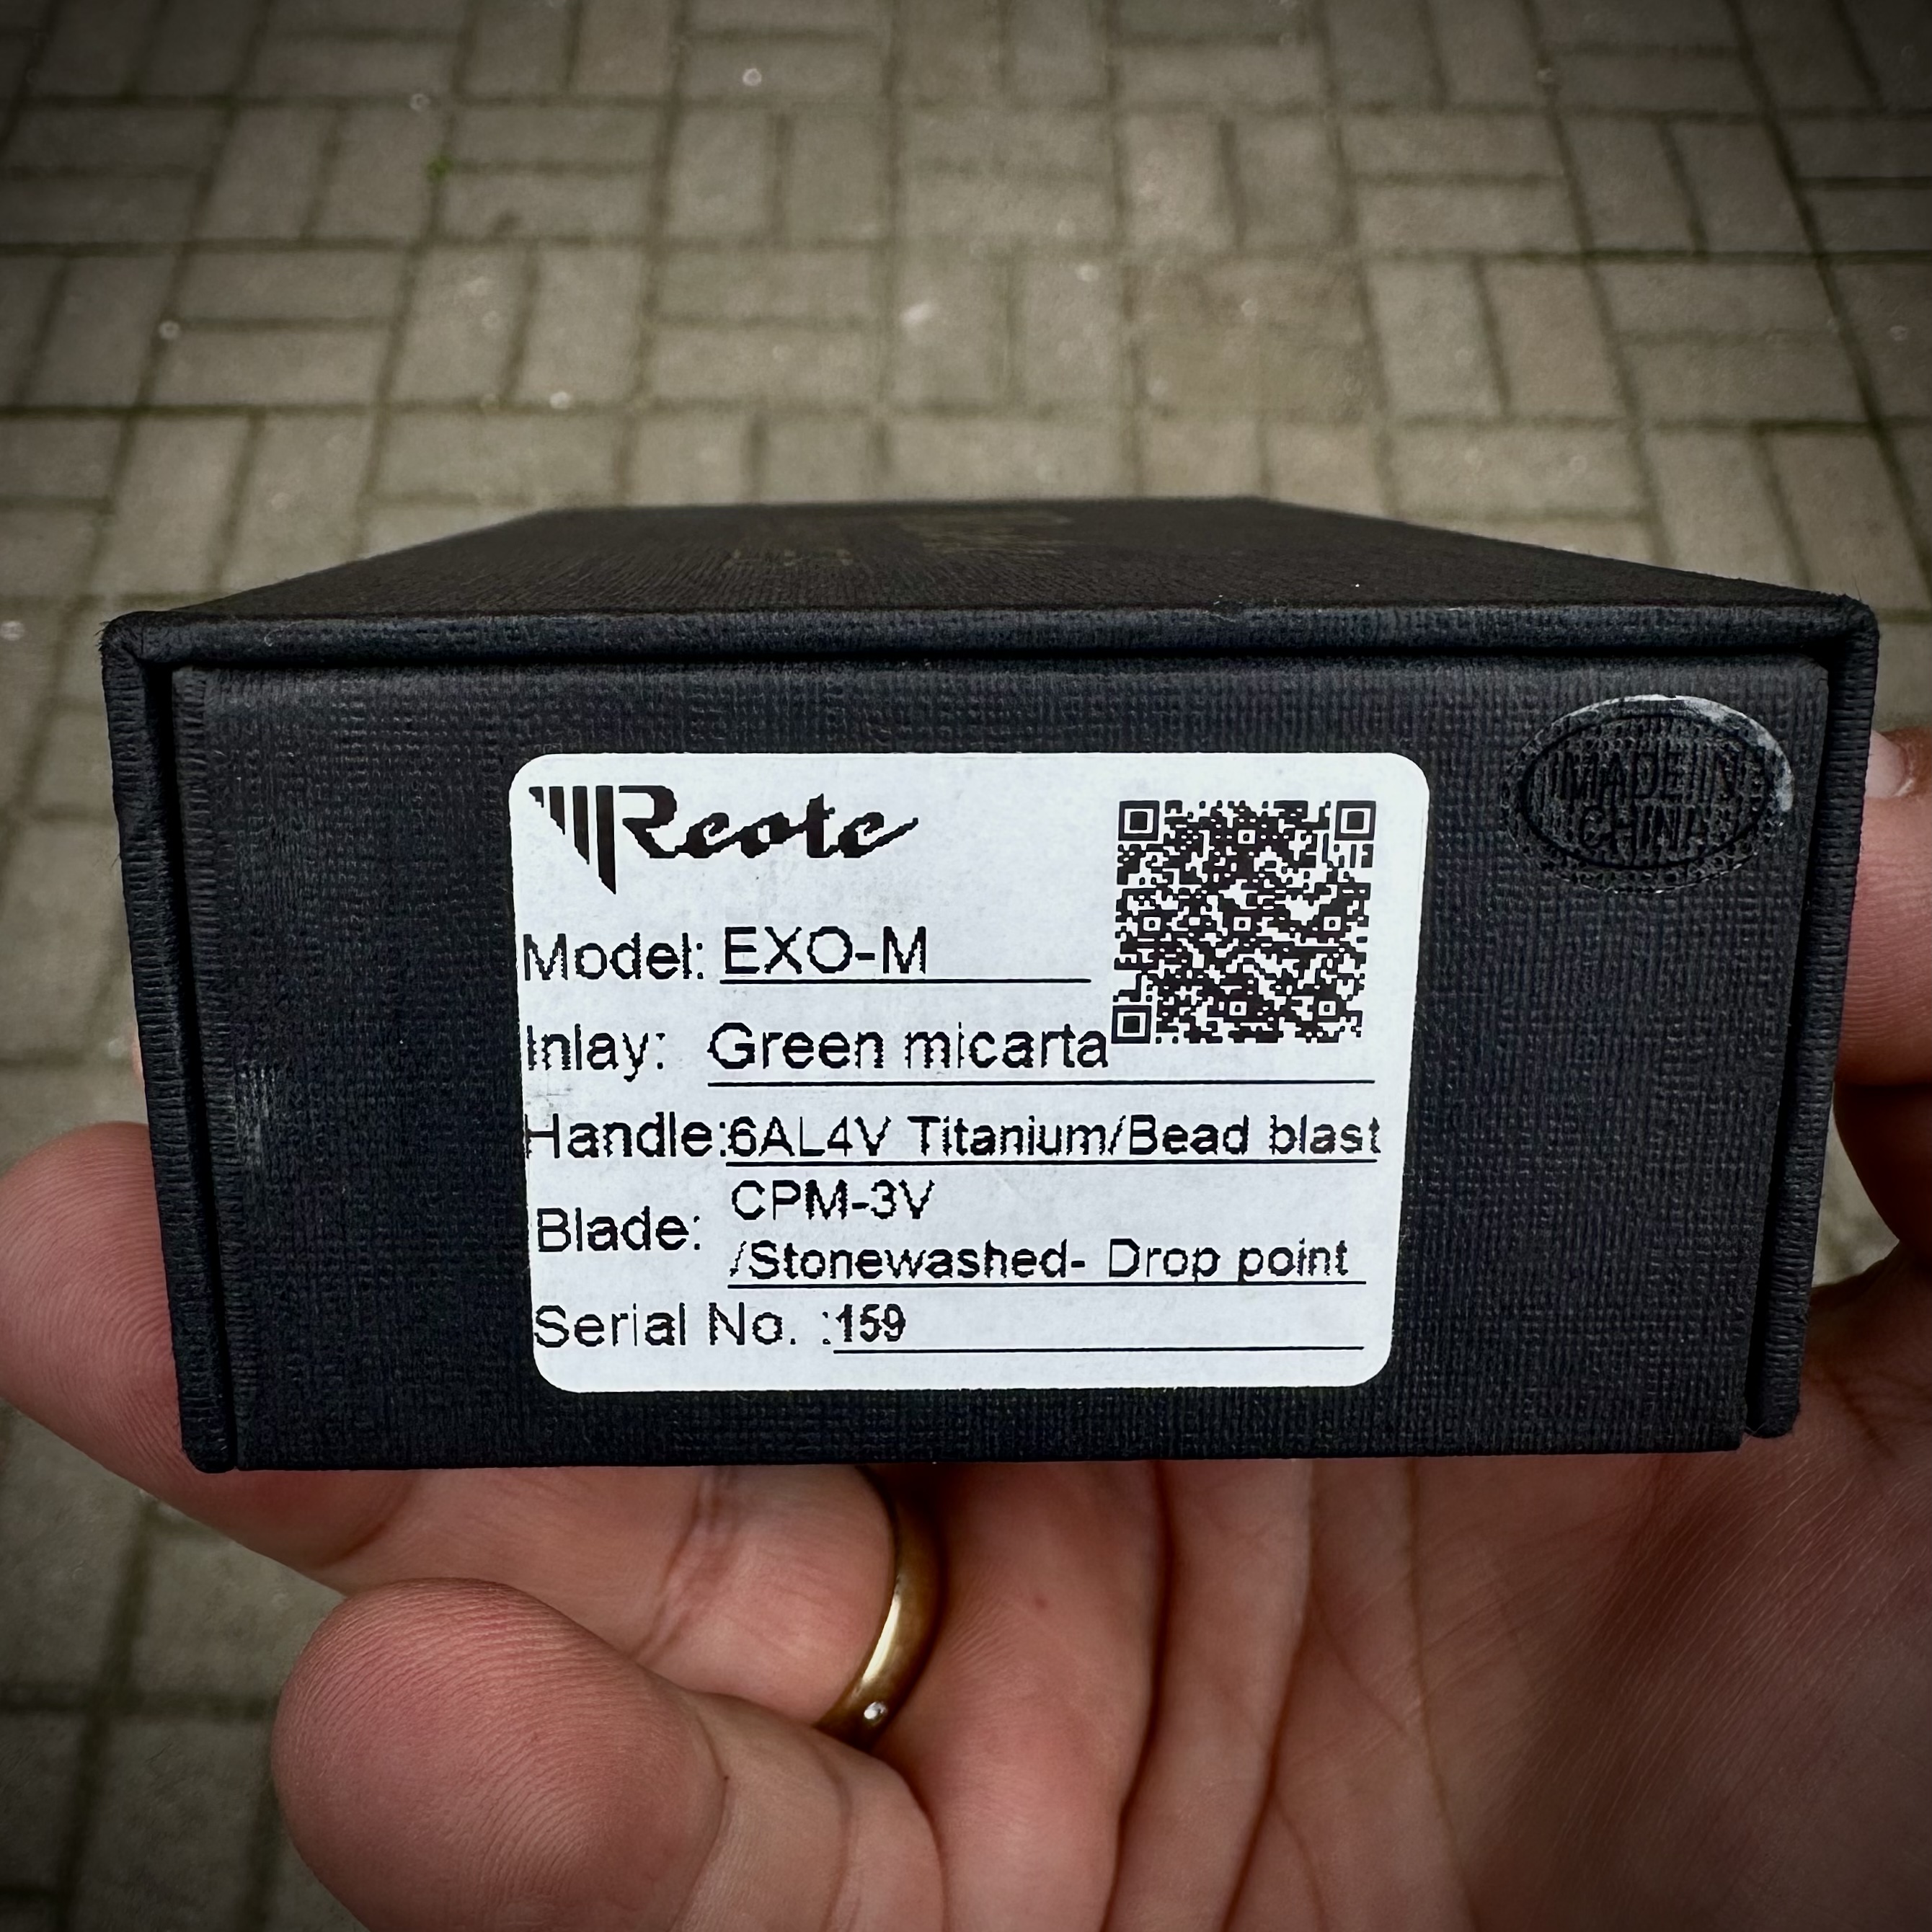 Reate
Model: EXO-M
Inlay: Green micarta
Handle:6AL4V Titanium/Bead blast
Blade: CPM-3V
/Stonewashed- Drop point
Serial No. :159
MADE IN
CHINA